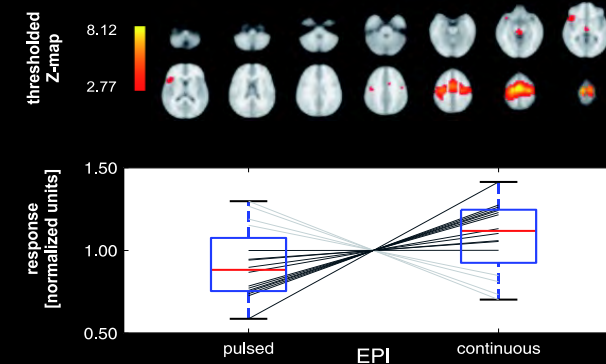 thresholded
Z-map
8.12
2.77
response
[normalized units]
1.50
1.00
0.50
pulsed
EPI
continuous